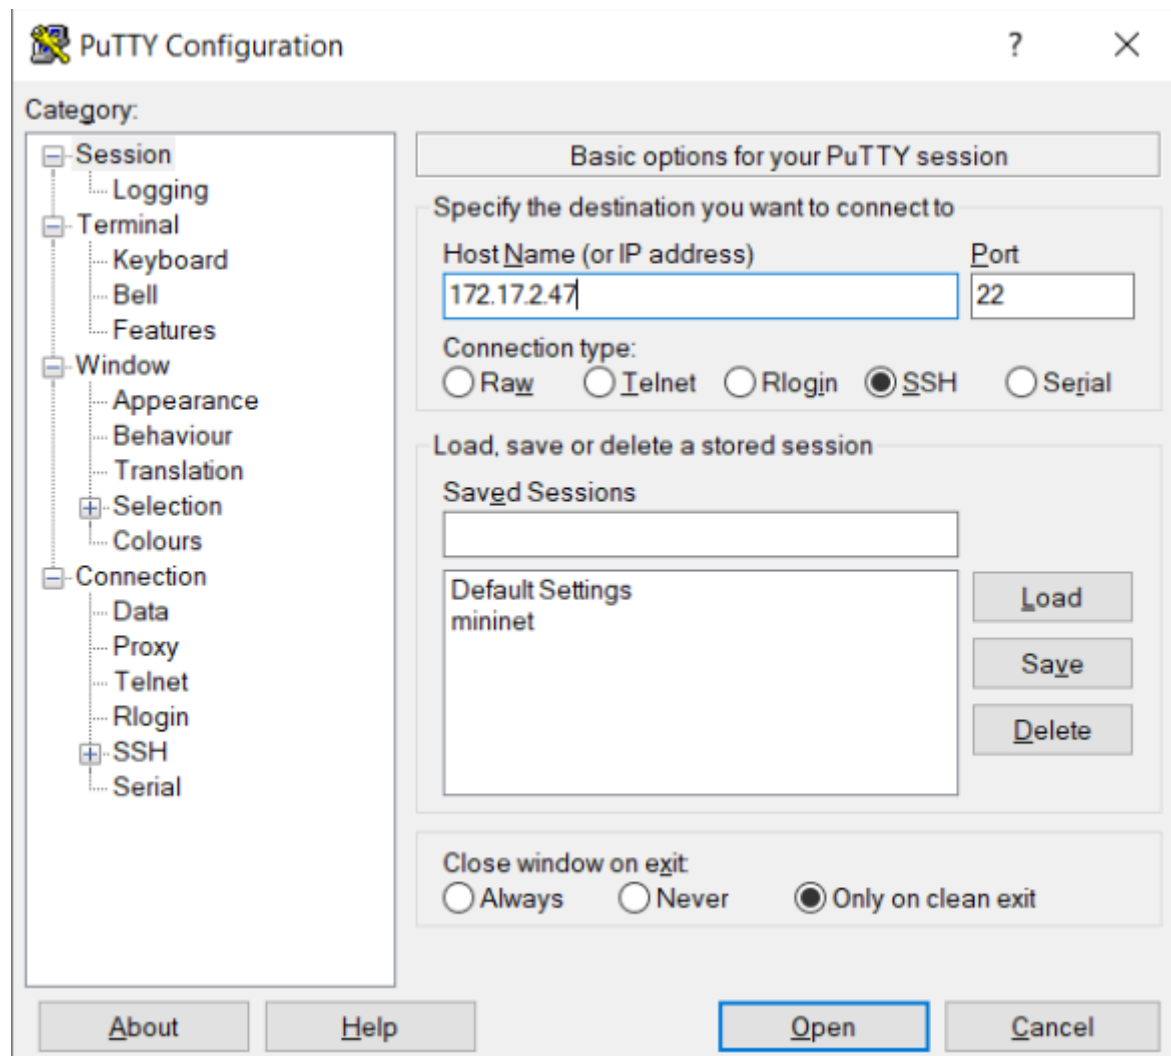 PuTTY Configuration
?
Category:
Session
Logging
Terminal
Keyboard
Bell
Features
Window
Appearance
Behaviour
Translation
Selection
Colours
Connection
Data
Proxy
Telnet
Rlogin
SSH
Serial
Basic options for your PuTTY session
Specify the destination you want to connect to
Host Name (or IP address) Port
172.17.2.47 22
Connection type:
Raw Telnet Rlogin SSH Serial
Load, save or delete a stored session
Saved Sessions
Default Settings
mininet
Load
Save
Delete
Close window on exit:
Always Never Only on clean exit
About Help Open Cancel